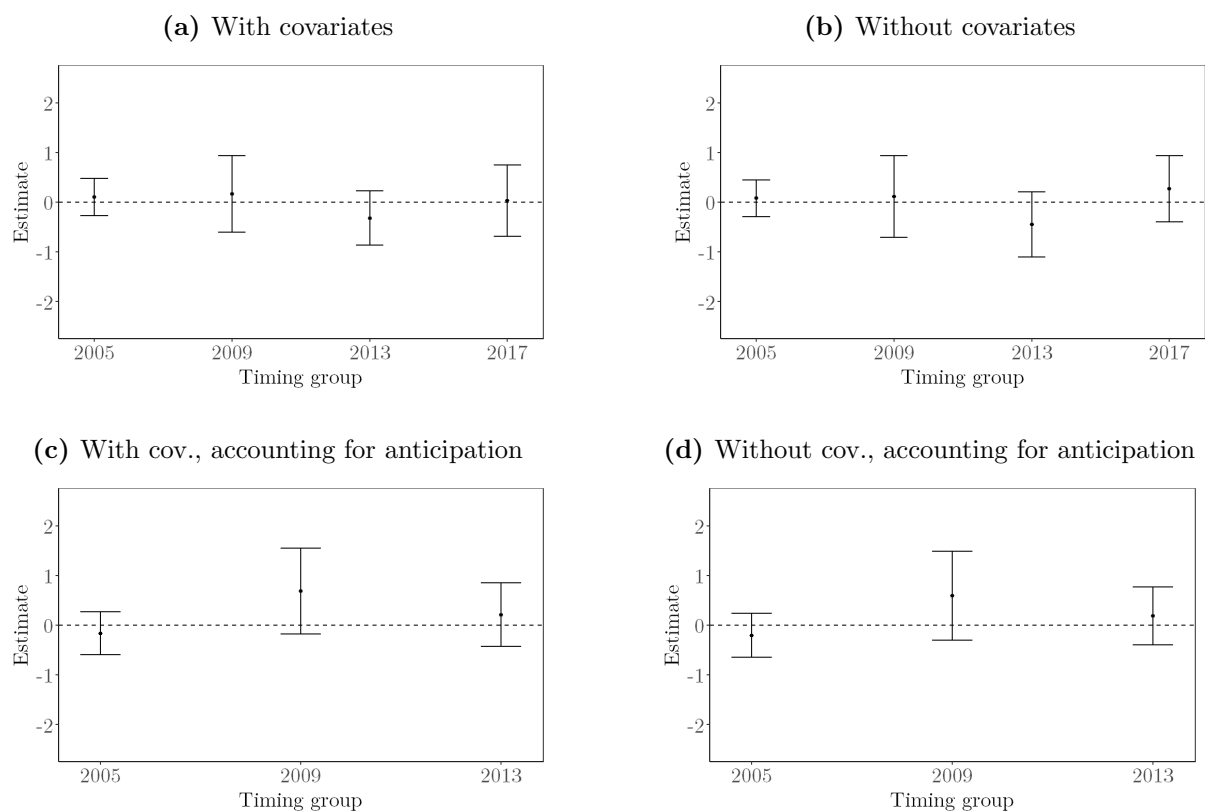 (a) With covariates
2
1
0
-1
-2
Estimate
2005 2009 2013 2017
Timing group
(b) Without covariates
2
1
0
-1
-2
Estimate
2005 2009 2013 2017
Timing group
(c) With cov., accounting for anticipation
2
1
0
-1
-2
Estimate
2005 2009 2013
Timing group
(d) Without cov., accounting for anticipation
2
1
0
-1
-2
Estimate
2005 2009 2013
Timing group